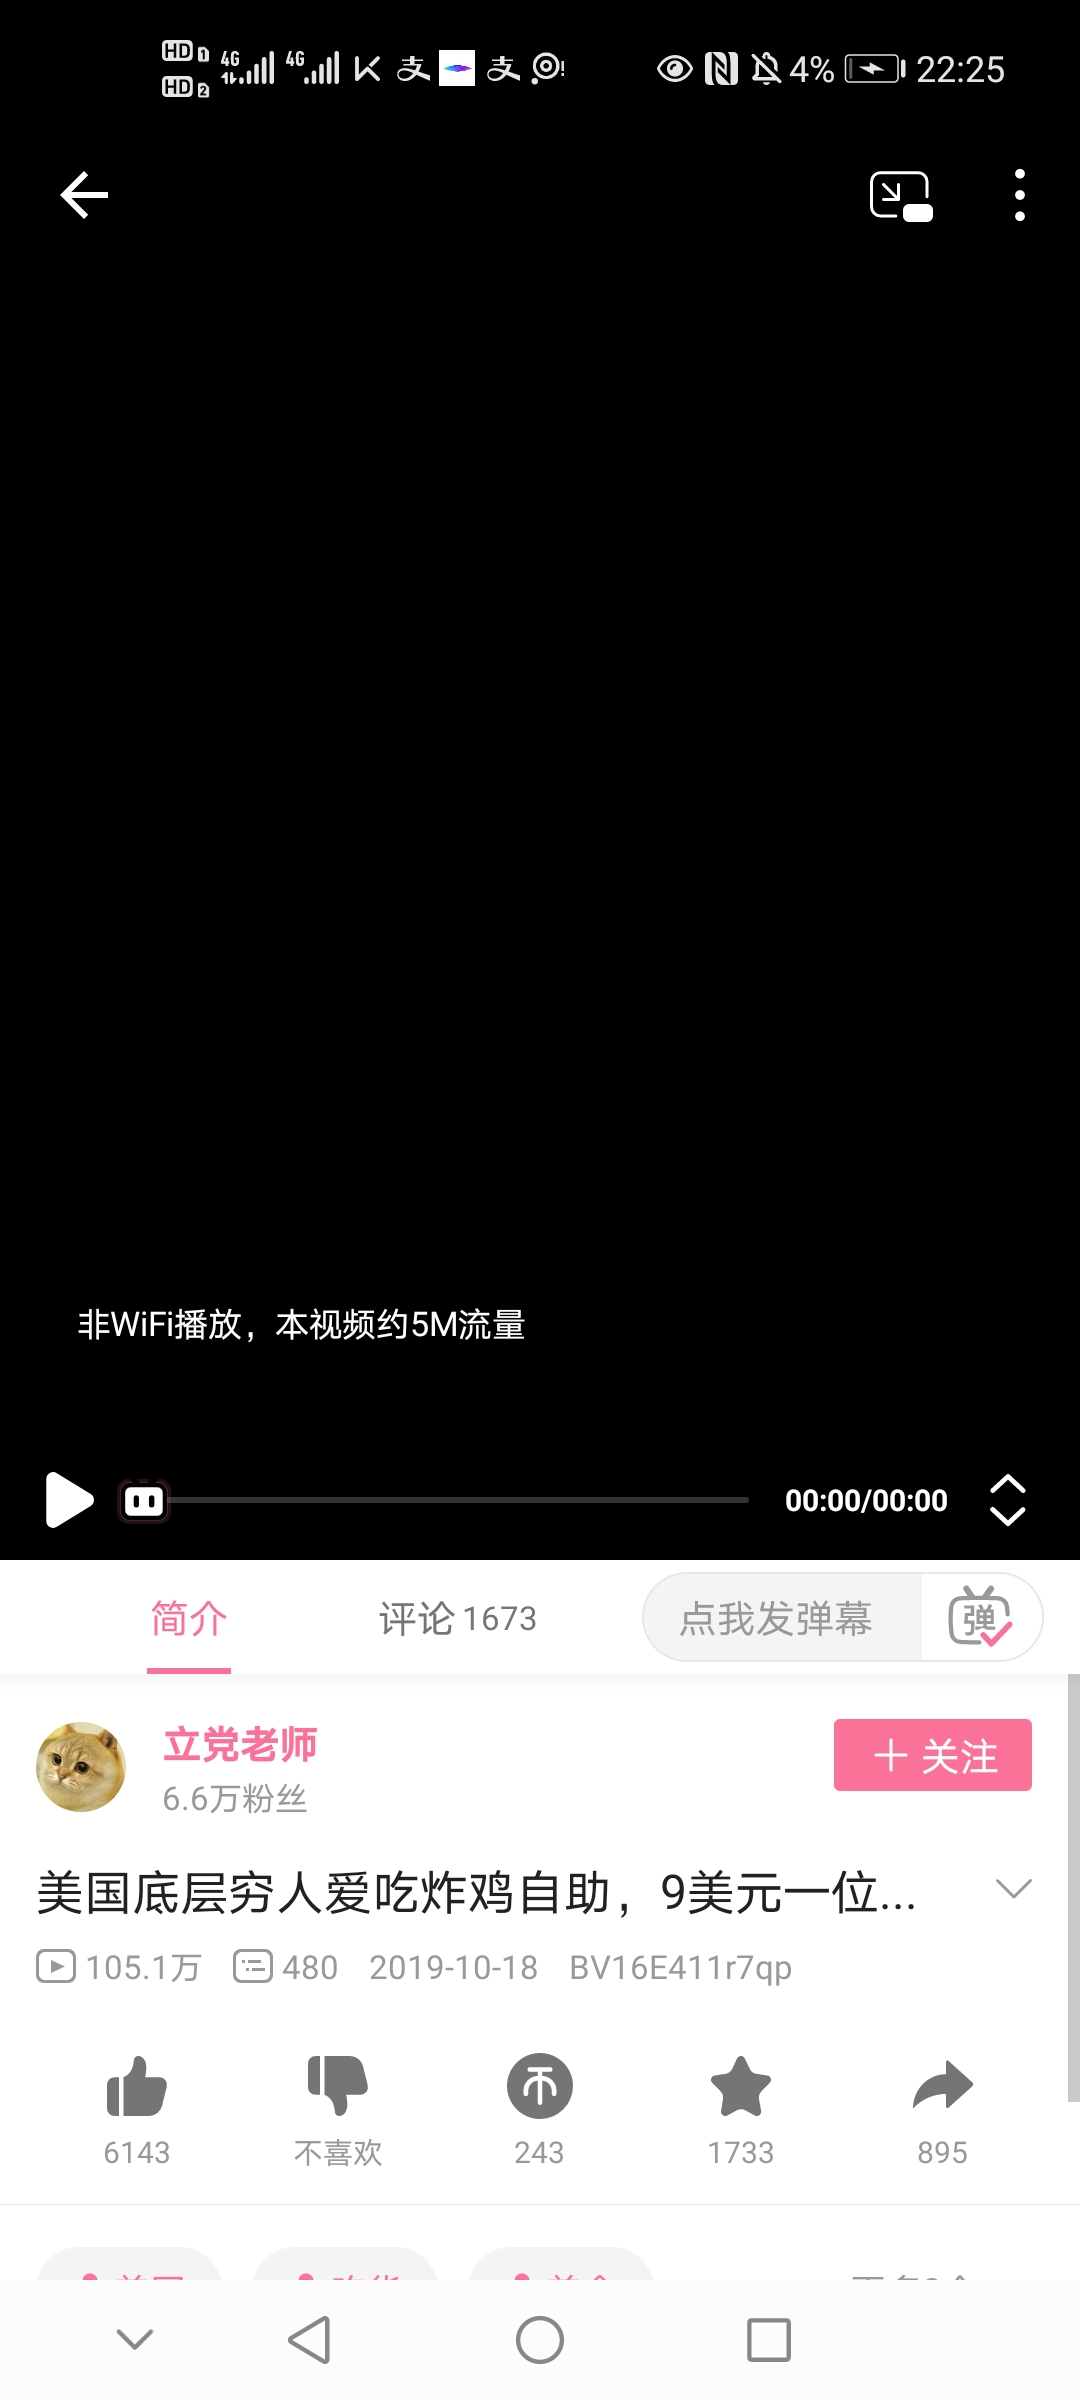 HD 1 4G 4G 支 支 4% 22:25
HD 2
非WiFi播放，本视频约5M流量
00:00/00:00
简介 评论 1673 点我发弹幕 弹
立党老师
6.6万粉丝
+ 关注
美国底层穷人爱吃炸鸡自助，9美元一位...
105.1万 480 2019-10-18 BV16E411r7qp
6143 不喜欢 243 1733 895